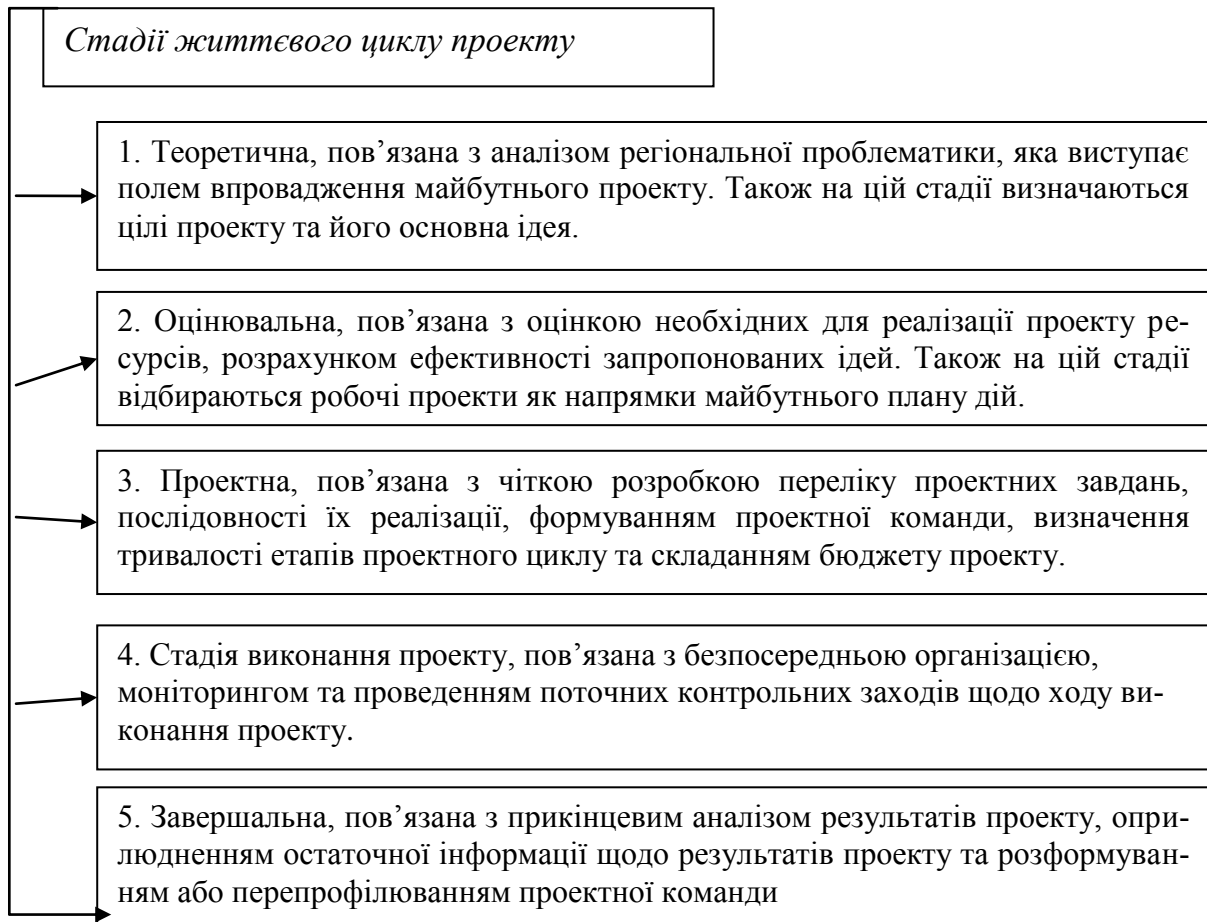 Стадії життєвого циклу проекту
1. Теоретична, пов’язана з аналізом регіональної проблематики, яка виступає
полем впровадження майбутнього проекту. Також на цій стадії визначаються
цілі проекту та його основна ідея.
2. Оцінювальна, пов’язана з оцінкою необхідних для реалізації проекту ре-
сурсів, розрахунком ефективності запропонованих ідей. Також на цій стадії
відбираються робочі проекти як напрямки майбутнього плану дій.
3. Проектна, пов’язана з чіткою розробкою переліку проектних завдань,
послідовності їх реалізації, формуванням проектної команди, визначення
тривалості етапів проектного циклу та складанням бюджету проекту.
4. Стадія виконання проекту, пов’язана з безпосередньою організацією,
моніторингом та проведенням поточних контрольних заходів щодо ходу ви-
конання проекту.
5. Завершальна, пов’язана з прикінцевим аналізом результатів проекту, опри-
людненням остаточної інформації щодо результатів проекту та розформуван-
ням або перепрофілюванням проектної команди